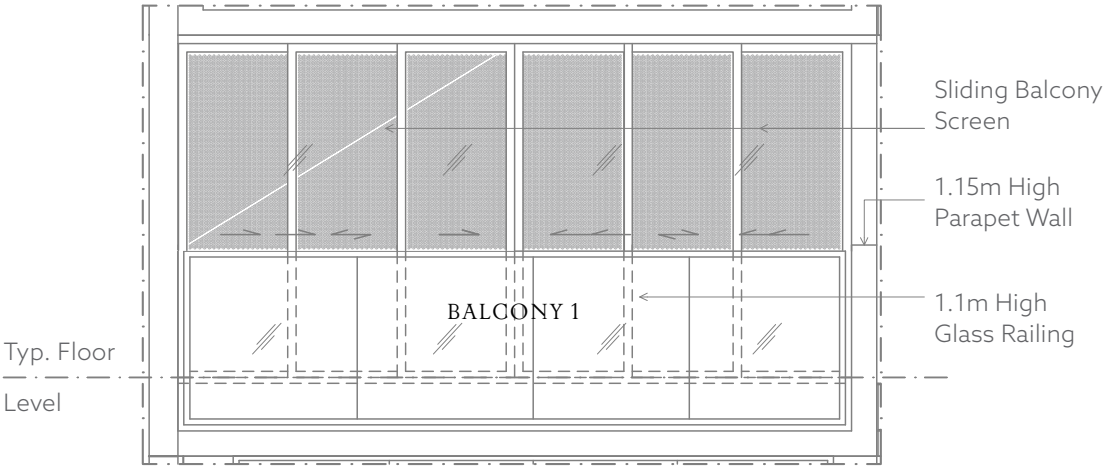 Sliding Balcony
Screen
1.15m High
Parapet Wall
BALCONY 1
1.1m High
Glass Railing
Typ. Floor
Level